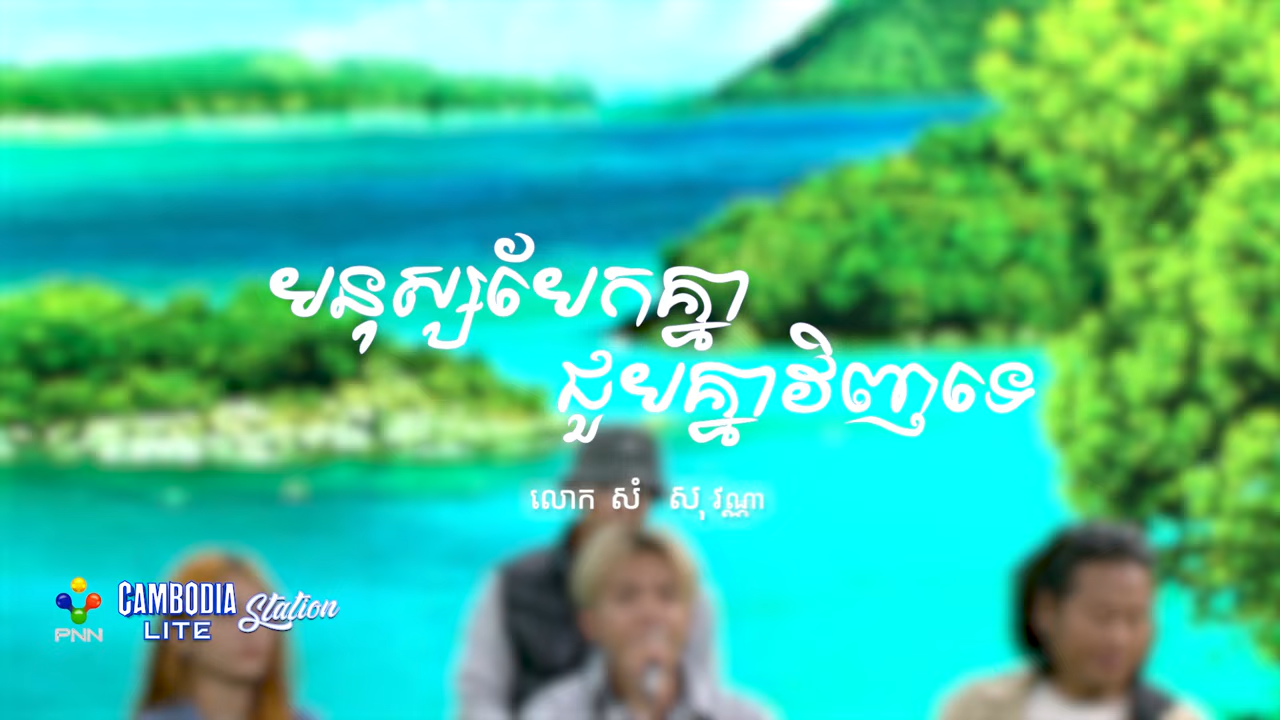 មនុស្សបែកគ្នា
ជួបគ្នាវិញទេ
លោក សំ សុវណ្ណា
PNN
CAMBODIA
LITE
Station